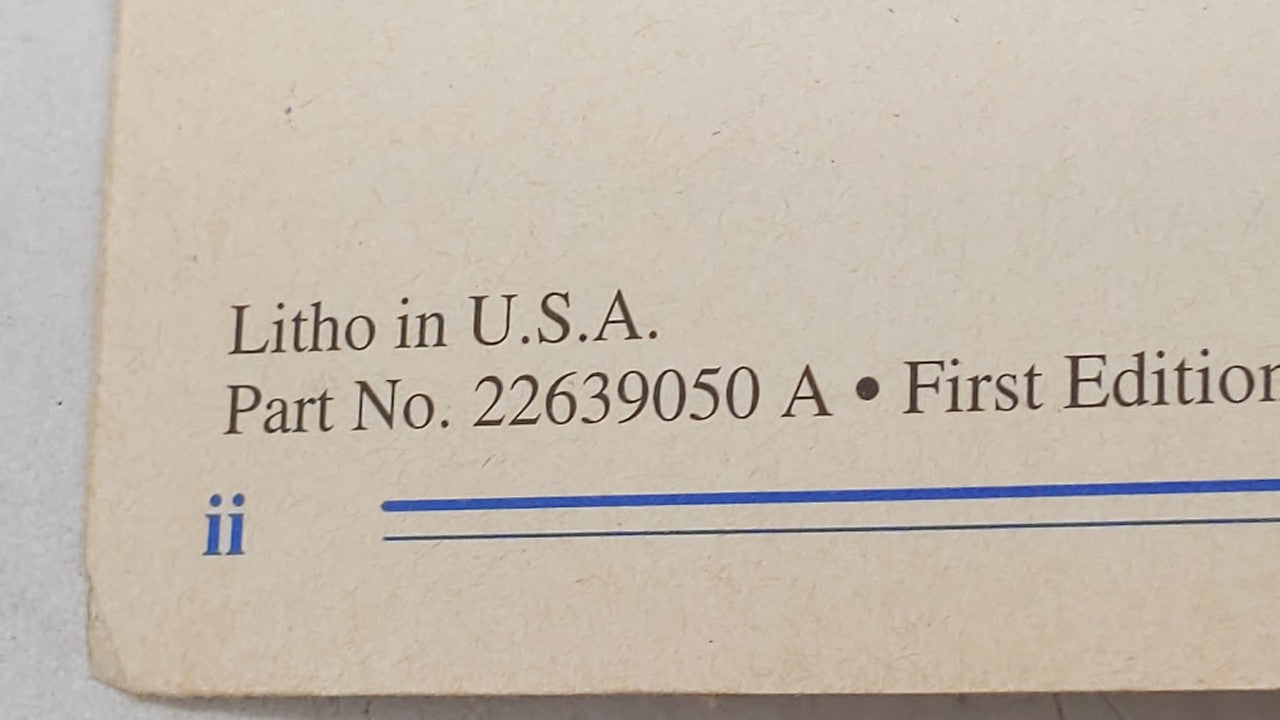 Litho in U.S.A.
Part No. 22639050 A • First Edition
ii